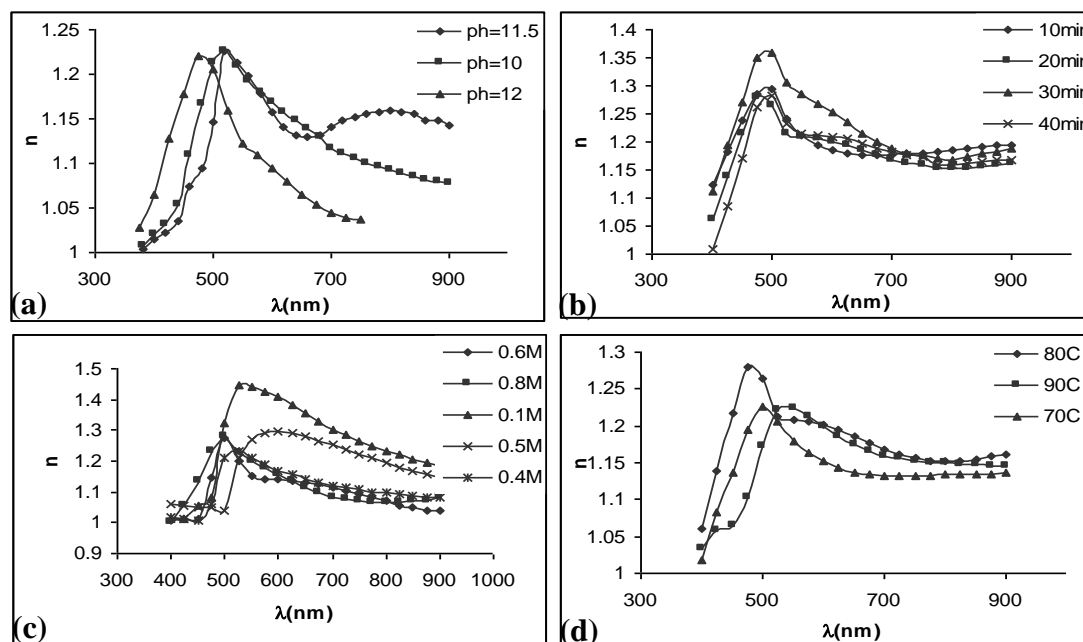 1.25
1.2
1.15
1.1
1.05
1
n
300
500
700
900
λ(nm)
ph=11.5
ph=10
ph=12
(a)
1.4
1.35
1.3
1.25
1.2
1.15
1.1
1.05
1
n
300
500
700
900
λ(nm)
10min
20min
30min
40min
(b)
1.5
1.4
1.3
1.2
1.1
1
0.9
n
300
400
500
600
700
800
900
1000
λ(nm)
0.6M
0.8M
0.1M
0.5M
0.4M
(c)
1.3
1.25
1.2
1.15
1.1
1.05
1
n
300
500
700
900
λ(nm)
80C
90C
70C
(d)